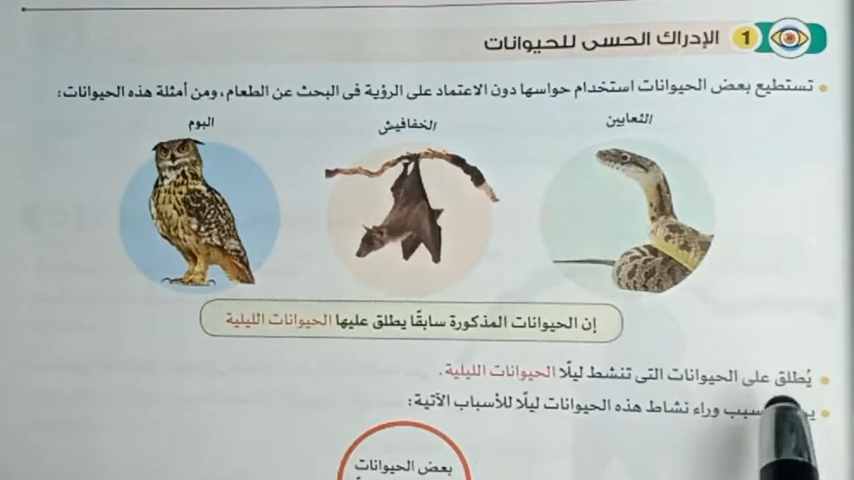 1 الإدراك الحسى للحيوانات
تستطيع بعض الحيوانات استخدام حواسها دون الاعتماد على الرؤية فى البحث عن الطعام، ومن أمثلة هذه الحيوانات:
الثعابين
الخفافيش
البوم
إن الحيوانات المذكورة سابقًا يطلق عليها الحيوانات الليلية
يُطلق على الحيوانات التى تنشط ليلًا الحيوانات الليلية.
وراء نشاط هذه الحيوانات ليلًا للأسباب الآتية:
بعض الحيوانات